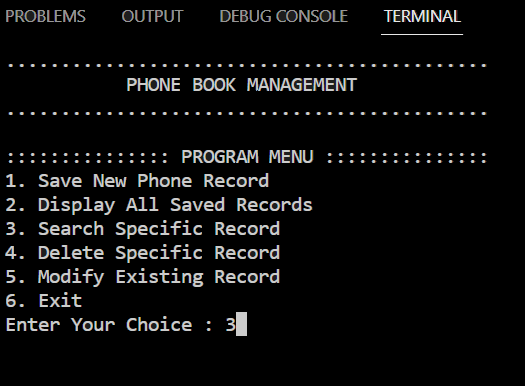 PROBLEMS OUTPUT DEBUG CONSOLE TERMINAL
............................................
PHONE BOOK MANAGEMENT
............................................
::::::::::::::: PROGRAM MENU :::::::::::::::
1. Save New Phone Record
2. Display All Saved Records
3. Search Specific Record
4. Delete Specific Record
5. Modify Existing Record
6. Exit
Enter Your Choice : 3